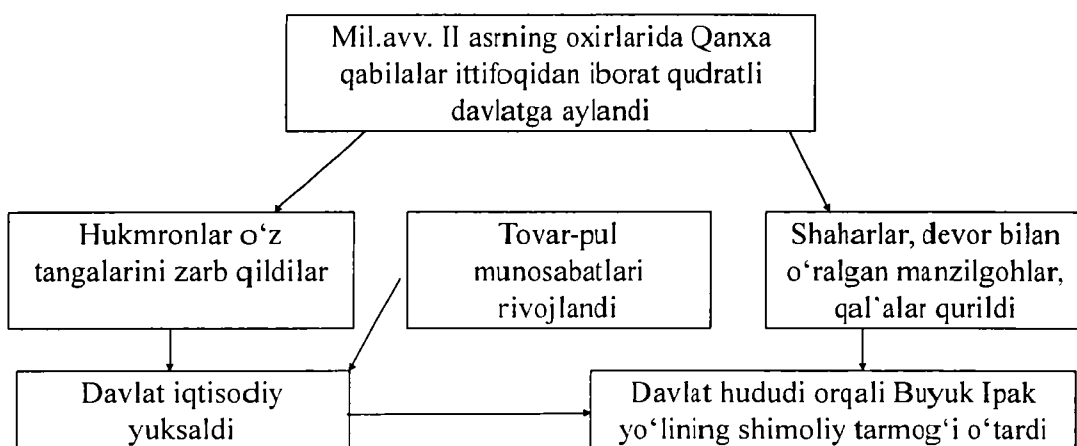 Mil.avv. II asrning oxirlarida Qanxa
qabilalar ittifoqidan iborat qudratli
davlatga aylandi
Hukmronlar o‘z
tangalarini zarb qildilar
Tovar-pul
munosabatlari
rivojlandi
Shaharlar, devor bilan
o‘ralgan manzilgohlar,
qal’alar qurildi
Davlat iqtisodiy
yuksaldi
Davlat hududi orqali Buyuk Ipak
yo‘lining shimoliy tarmog‘i o‘tardi